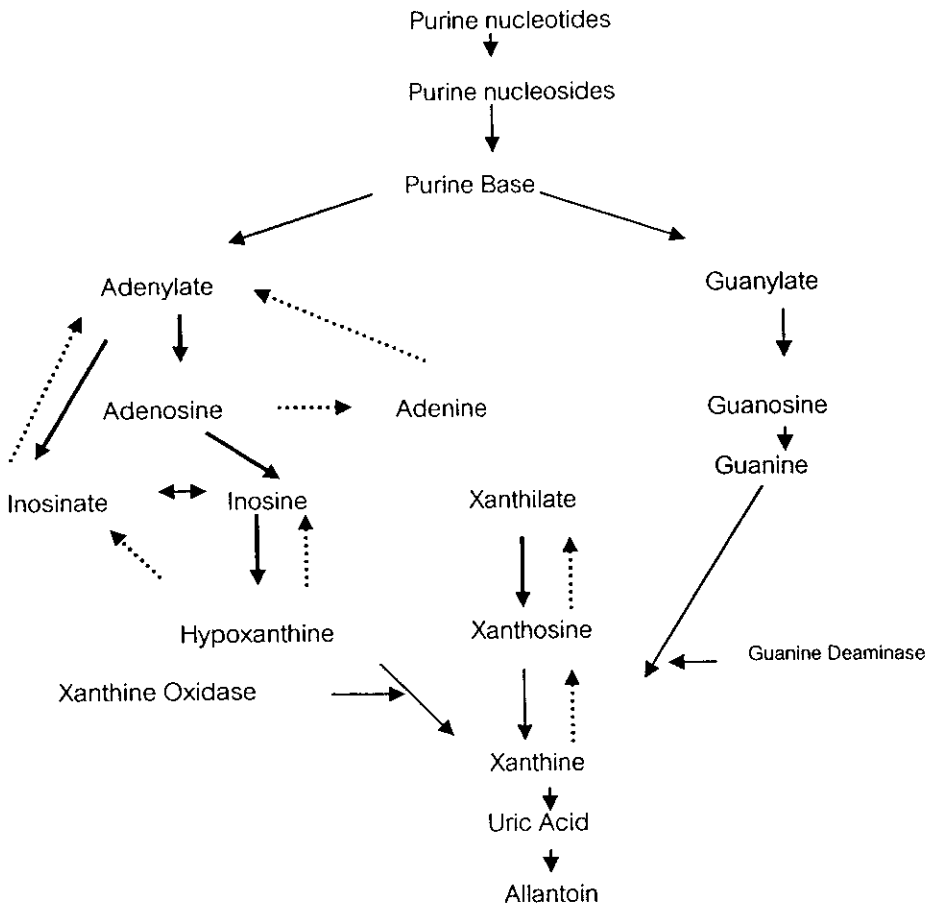 Purine nucleotides
Purine nucleosides
Purine Base
Adenylate
Guanylate
Adenosine
Adenine
Guanosine
Guanine
Inosinate
Inosine
Xanthilate
Hypoxanthine
Xanthosine
Guanine Deaminase
Xanthine Oxidase
Xanthine
Uric Acid
Allantoin